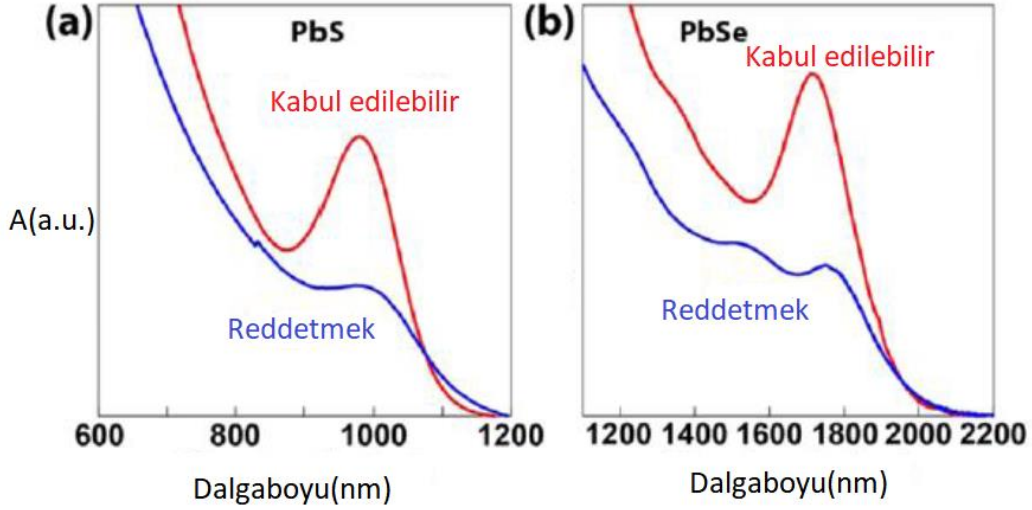 (a)
PbS
Kabul edilebilir
Reddetmek
A(a.u.)
600 800 1000 1200
Dalgaboyu(nm)
(b)
PbSe
Kabul edilebilir
Reddetmek
1200 1400 1600 1800 2000 2200
Dalgaboyu(nm)